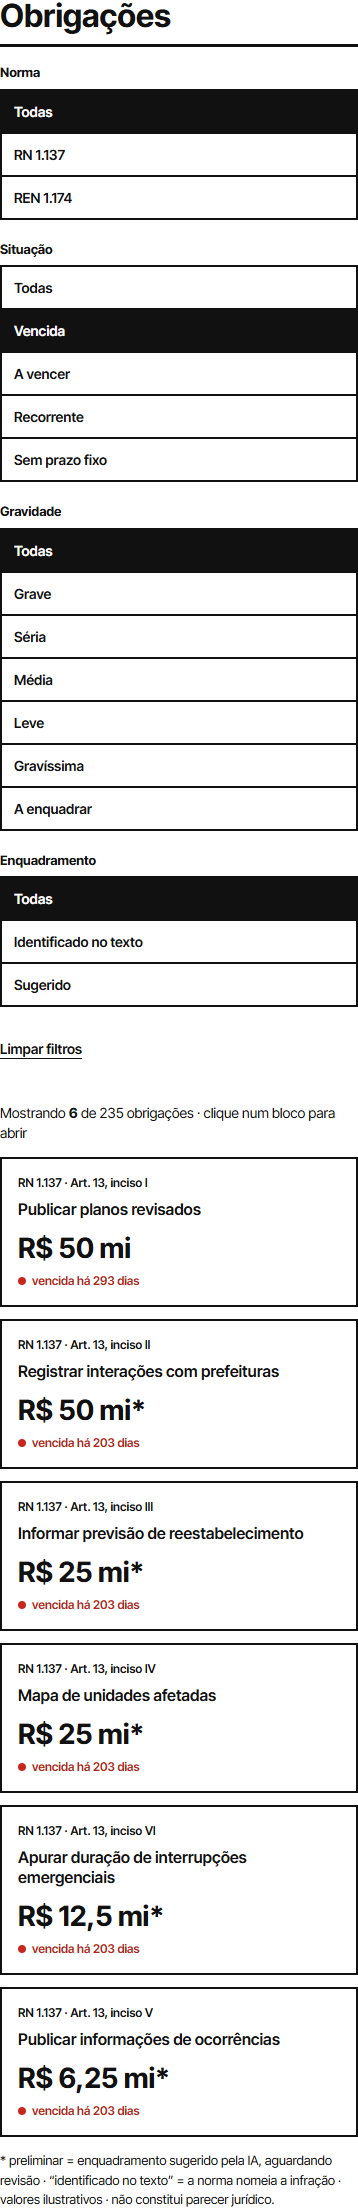 Obrigações
Norma
Todas
RN 1.137
REN 1.174
Situação
Todas
Vencida
A vencer
Recorrente
Sem prazo fixo
Gravidade
Todas
Grave
Séria
Média
Leve
Gravíssima
A enquadrar
Enquadramento
Todas
Identificado no texto
Sugerido
Limpar filtros
Mostrando 6 de 235 obrigações · clique num bloco para
abrir
RN 1.137 · Art. 13, inciso I
Publicar planos revisados
R$ 50 mi
vencida há 293 dias
RN 1.137 · Art. 13, inciso II
Registrar interações com prefeituras
R$ 50 mi*
vencida há 203 dias
RN 1.137 · Art. 13, inciso III
Informar previsão de reestabelecimento
R$ 25 mi*
vencida há 203 dias
RN 1.137 · Art. 13, inciso IV
Mapa de unidades afetadas
R$ 25 mi*
vencida há 203 dias
RN 1.137 · Art. 13, inciso VI
Apurar duração de interrupções
emergenciais
R$ 12,5 mi*
vencida há 203 dias
RN 1.137 · Art. 13, inciso V
Publicar informações de ocorrências
R$ 6,25 mi*
vencida há 203 dias
* preliminar = enquadramento sugerido pela IA, aguardando
revisão · “identificado no texto” = a norma nomeia a infração ·
valores ilustrativos · não constitui parecer jurídico.